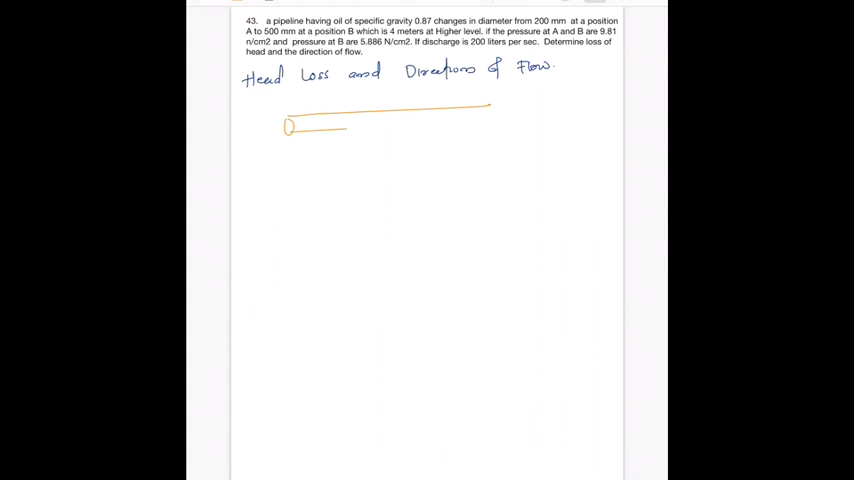 43. a pipeline having oil of specific gravity 0.87 changes in diameter from 200 mm at a position
A to 500 mm at a position B which is 4 meters at Higher level. if the pressure at A and B are 9.81
n/cm2 and pressure at B are 5.886 N/cm2. If discharge is 200 liters per sec. Determine loss of
head and the direction of flow.
Head Loss and Directions of Flow.